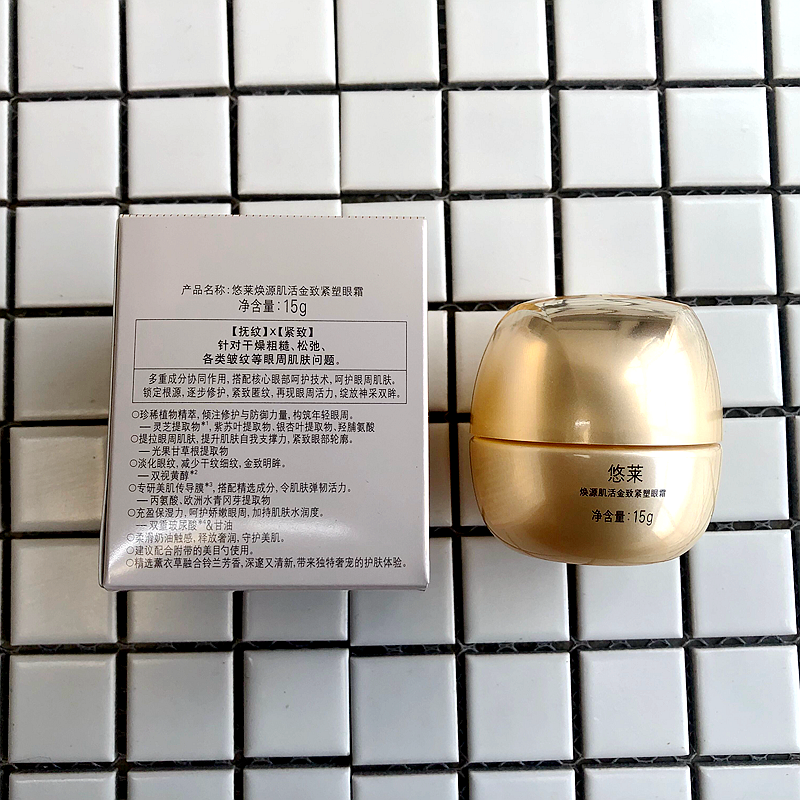 产品名称：悠莱焕源肌活金致紧塑眼霜
净含量：15g
【抚纹】x【紧致】
针对干燥粗糙、松弛、
各类皱纹等眼周肌肤问题。
多重成分协同作用，搭配核心眼部呵护技术，呵护眼周肌肤。
锁定根源，逐步修护，紧致匿纹，再现眼周活力，绽放神采双眸。
○珍稀植物精萃，倾注修护与防御力量，构筑年轻眼周。
—灵芝提取物*¹、紫苏叶提取物、银杏叶提取物、羟脯氨酸
○提拉眼周肌肤，提升肌肤自我支撑力，紧致眼部轮廓。
—光果甘草根提取物
○淡化眼纹，减少干纹细纹，金致明眸。
—双视黄醇*²
○专研美肌传导膜*³，搭配精选成分，令肌肤弹韧活力。
—丙氨酸、欧洲水青冈芽提取物
○充盈保湿力，呵护娇嫩眼周，加持肌肤水润度。
—双重玻尿酸*⁴&甘油
○柔滑奶油触感，释放奢润，守护美肌。
○建议配合附带的美目勺使用。
○精选薰衣草融合铃兰芳香，深邃又清新，带来独特奢宠的护肤体验。
悠莱
焕源肌活金致紧塑眼霜
净含量：15g